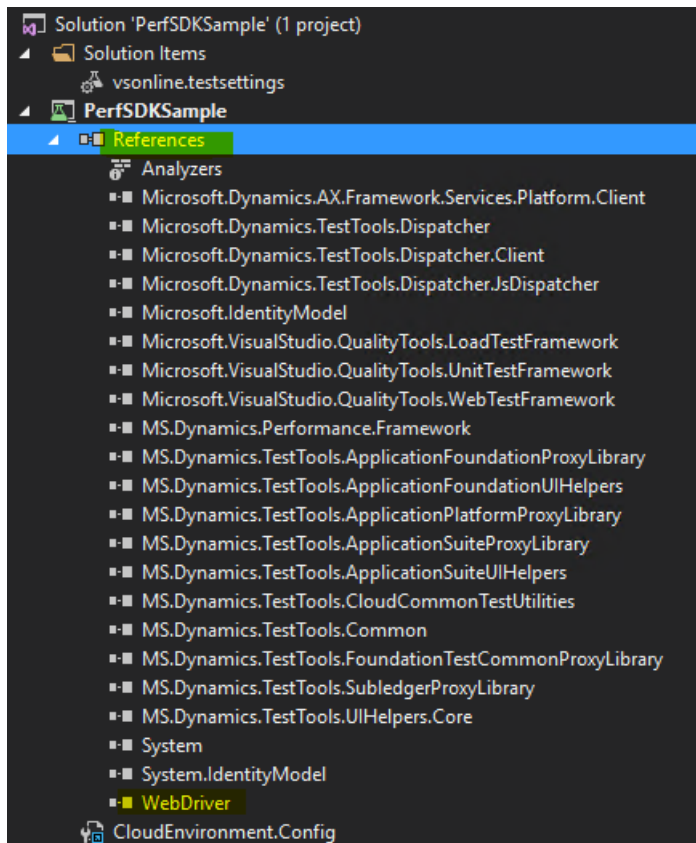 Solution 'PerfSDKSample' (1 project)
Solution Items
vsonline.testsettings
PerfSDKSample
References
Analyzers
Microsoft.Dynamics.AX.Framework.Services.Platform.Client
Microsoft.Dynamics.TestTools.Dispatcher
Microsoft.Dynamics.TestTools.Dispatcher.Client
Microsoft.Dynamics.TestTools.Dispatcher.JsDispatcher
Microsoft.IdentityModel
Microsoft.VisualStudio.QualityTools.LoadTestFramework
Microsoft.VisualStudio.QualityTools.UnitTestFramework
Microsoft.VisualStudio.QualityTools.WebTestFramework
MS.Dynamics.Performance.Framework
MS.Dynamics.TestTools.ApplicationFoundationProxyLibrary
MS.Dynamics.TestTools.ApplicationFoundationUIHelpers
MS.Dynamics.TestTools.ApplicationPlatformProxyLibrary
MS.Dynamics.TestTools.ApplicationSuiteProxyLibrary
MS.Dynamics.TestTools.ApplicationSuiteUIHelpers
MS.Dynamics.TestTools.CloudCommonTestUtilities
MS.Dynamics.TestTools.Common
MS.Dynamics.TestTools.FoundationTestCommonProxyLibrary
MS.Dynamics.TestTools.SubledgerProxyLibrary
MS.Dynamics.TestTools.UIHelpers.Core
System
System.IdentityModel
WebDriver
CloudEnvironment.Config